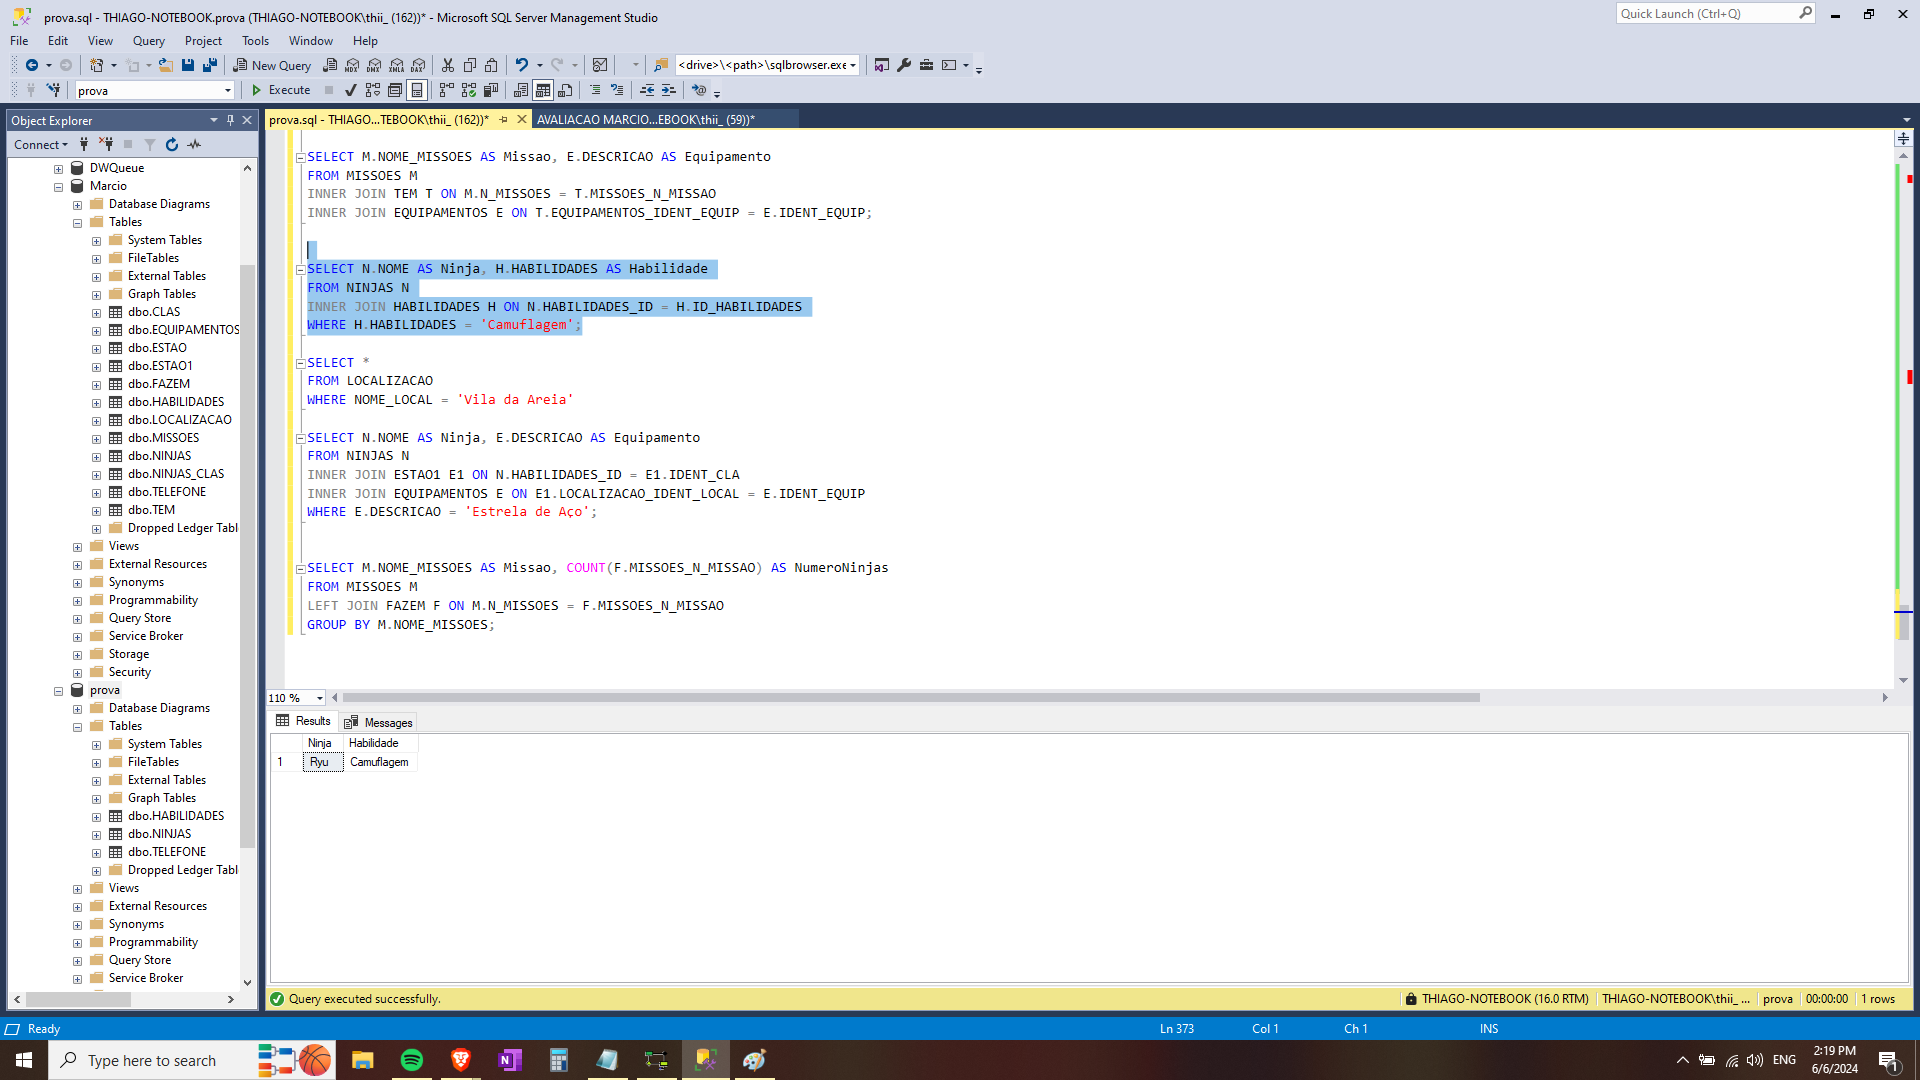 prova.sql - THIAGO-NOTEBOOK.prova (THIAGO-NOTEBOOK\thii_ (162))* - Microsoft SQL Server Management Studio
Quick Launch (Ctrl+Q)
File Edit View Query Project Tools Window Help
New Query
MDX DMX XMLA DAX
<drive>\<path>\sqlbrowser.exe
prova
Execute
Object Explorer
prova.sql - THIAGO...TEBOOK\thii_ (162))*
AVALIACAO MARCIO...EBOOK\thii_ (59))*
Connect
DWQueue
Marcio
Database Diagrams
Tables
System Tables
FileTables
External Tables
Graph Tables
dbo.CLAS
dbo.EQUIPAMENTOS
dbo.ESTAO
dbo.ESTAO1
dbo.FAZEM
dbo.HABILIDADES
dbo.LOCALIZACAO
dbo.MISSOES
dbo.NINJAS
dbo.NINJAS_CLAS
dbo.TELEFONE
dbo.TEM
Dropped Ledger Tabl
Views
External Resources
Synonyms
Programmability
Query Store
Service Broker
Storage
Security
prova
Database Diagrams
Tables
System Tables
FileTables
External Tables
Graph Tables
dbo.HABILIDADES
dbo.NINJAS
dbo.TELEFONE
Dropped Ledger Tabl
Views
External Resources
Synonyms
Programmability
Query Store
Service Broker
SELECT M.NOME_MISSOES AS Missao, E.DESCRICAO AS Equipamento
FROM MISSOES M
INNER JOIN TEM T ON M.N_MISSOES = T.MISSOES_N_MISSAO
INNER JOIN EQUIPAMENTOS E ON T.EQUIPAMENTOS_IDENT_EQUIP = E.IDENT_EQUIP;
SELECT N.NOME AS Ninja, H.HABILIDADES AS Habilidade
FROM NINJAS N
INNER JOIN HABILIDADES H ON N.HABILIDADES_ID = H.ID_HABILIDADES
WHERE H.HABILIDADES = 'Camuflagem';
SELECT *
FROM LOCALIZACAO
WHERE NOME_LOCAL = 'Vila da Areia'
SELECT N.NOME AS Ninja, E.DESCRICAO AS Equipamento
FROM NINJAS N
INNER JOIN ESTAO1 E1 ON N.HABILIDADES_ID = E1.IDENT_CLA
INNER JOIN EQUIPAMENTOS E ON E1.LOCALIZACAO_IDENT_LOCAL = E.IDENT_EQUIP
WHERE E.DESCRICAO = 'Estrela de Aço';
SELECT M.NOME_MISSOES AS Missao, COUNT(F.MISSOES_N_MISSAO) AS NumeroNinjas
FROM MISSOES M
LEFT JOIN FAZEM F ON M.N_MISSOES = F.MISSOES_N_MISSAO
GROUP BY M.NOME_MISSOES;
110 %
Results Messages
Ninja Habilidade
1 Ryu Camuflagem
Query executed successfully.
THIAGO-NOTEBOOK (16.0 RTM) THIAGO-NOTEBOOK\thii_ ... prova 00:00:00 1 rows
Ready
Ln 373 Col 1 Ch 1 INS
Type here to search
ENG
2:19 PM
6/6/2024
1